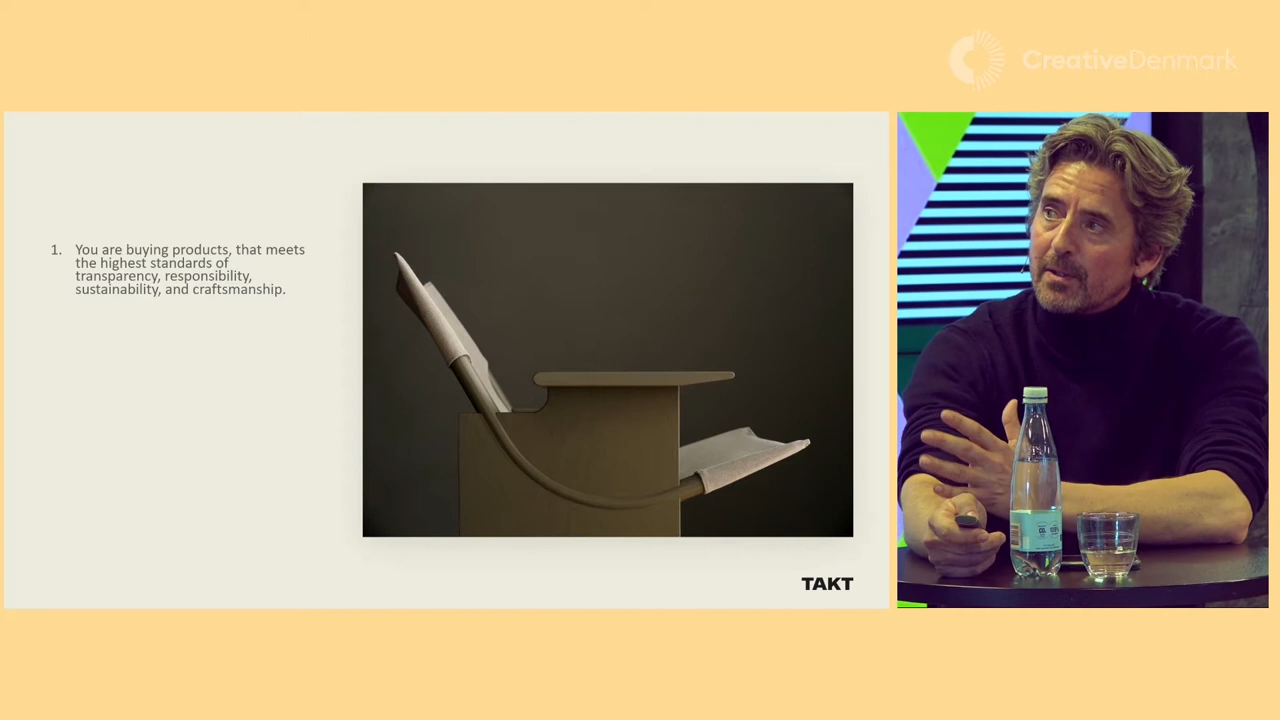 CreativeDenmark
1. You are buying products, that meets
the highest standards of
transparency, responsibility,
sustainability, and craftsmanship.
TAKT